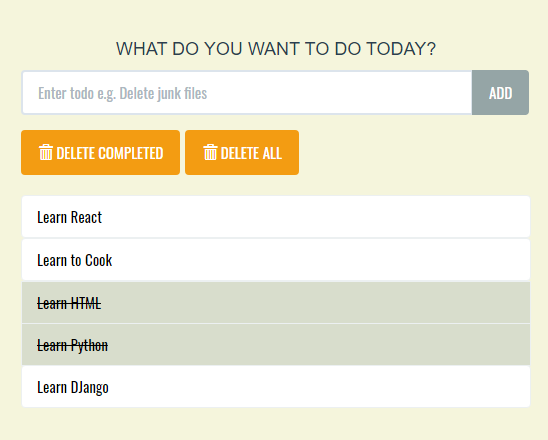 WHAT DO YOU WANT TO DO TODAY?
Enter todo e.g. Delete junk files
ADD
DELETE COMPLETED
DELETE ALL
Learn React
Learn to Cook
Learn HTML
Learn Python
Learn DJango